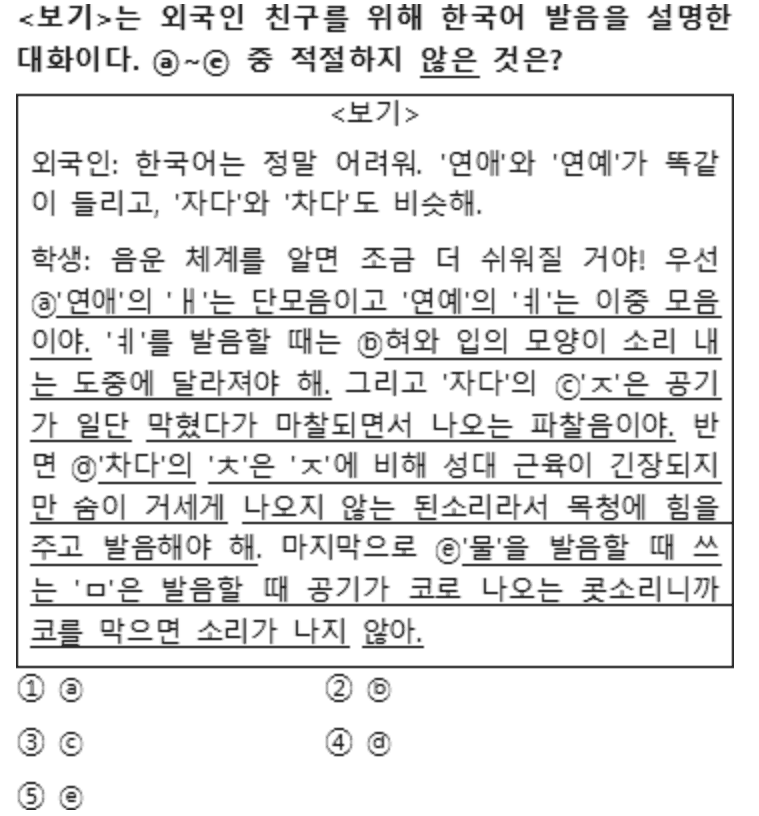 <보기>는 외국인 친구를 위해 한국어 발음을 설명한
대화이다. ⓐ~ⓔ 중 적절하지 않은 것은?
<보기>
외국인: 한국어는 정말 어려워. '연애'와 '연예'가 똑같
이 들리고, '자다'와 '차다'도 비슷해.
학생: 음운 체계를 알면 조금 더 쉬워질 거야! 우선
ⓐ'연애'의 'ㅐ'는 단모음이고 '연예'의 'ㅖ'는 이중 모음
이야. 'ㅖ'를 발음할 때는 ⓑ혀와 입의 모양이 소리 내
는 도중에 달라져야 해. 그리고 '자다'의 ⓒ'ㅈ'은 공기
가 일단 막혔다가 마찰되면서 나오는 파찰음이야. 반
면 ⓓ'차다'의 'ㅊ'은 'ㅈ'에 비해 성대 근육이 긴장되지
만 숨이 거세게 나오지 않는 된소리라서 목청에 힘을
주고 발음해야 해. 마지막으로 ⓔ'물'을 발음할 때 쓰
는 'ㅁ'은 발음할 때 공기가 코로 나오는 콧소리니까
코를 막으면 소리가 나지 않아.
① ⓐ ② ⓑ
③ ⓒ ④ ⓓ
⑤ ⓔ